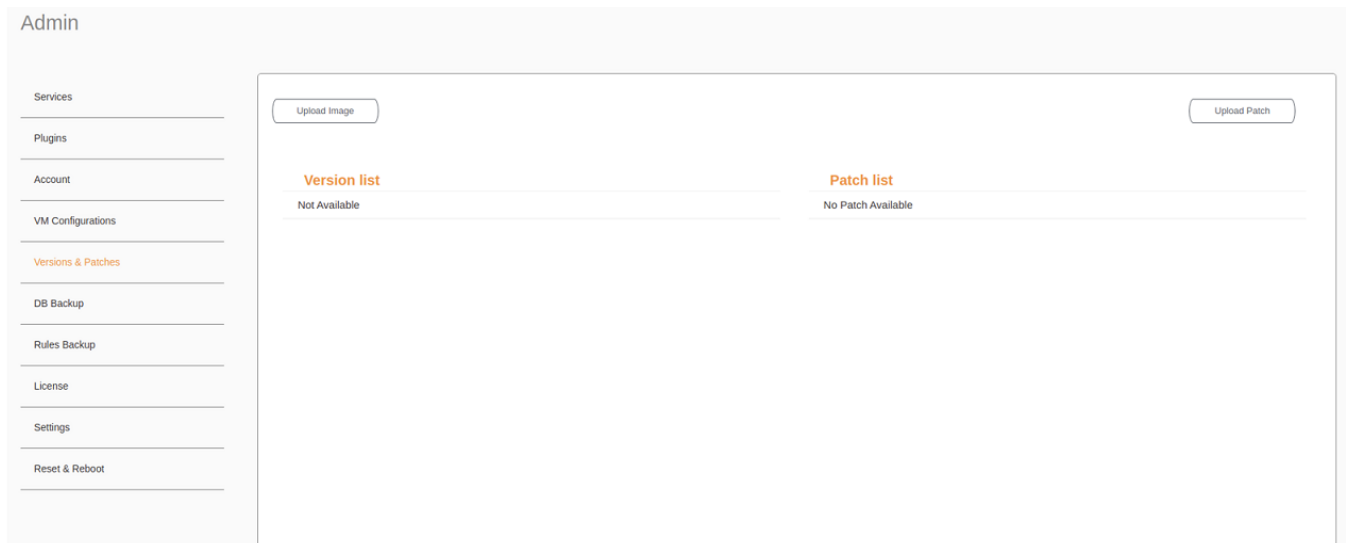 Admin
Services
Plugins
Account
VM Configurations
Versions & Patches
DB Backup
Rules Backup
License
Settings
Reset & Reboot
Upload Image
Upload Patch
Version list
Not Available
Patch list
No Patch Available